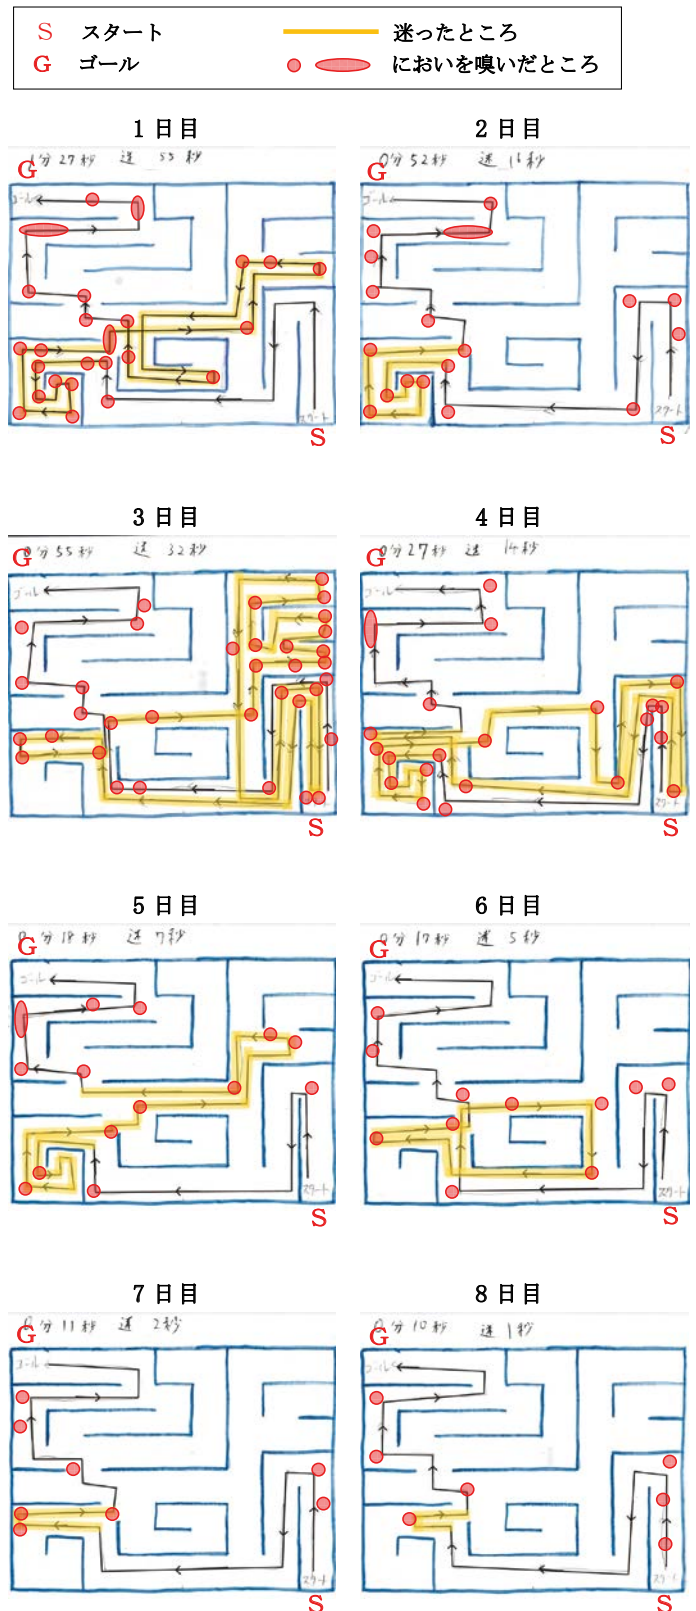 S スタート 迷ったところ
G ゴール においを嗅いだところ
1日目 2日目
G 1分27秒 迷 55秒 G 0分52秒 迷 16秒
ゴール ゴール
スタート スタート
S S
3日目 4日目
G 0分55秒 迷 32秒 G 0分27秒 迷 14秒
ゴール ゴール
スタート
S S
5日目 6日目
G 0分18秒 迷 7秒 G 0分17秒 迷 5秒
ゴール ゴール
スタート スタート
S S
7日目 8日目
G 0分11秒 迷 2秒 G 0分10秒 迷 1秒
ゴール ゴール
スタート スタート
S S